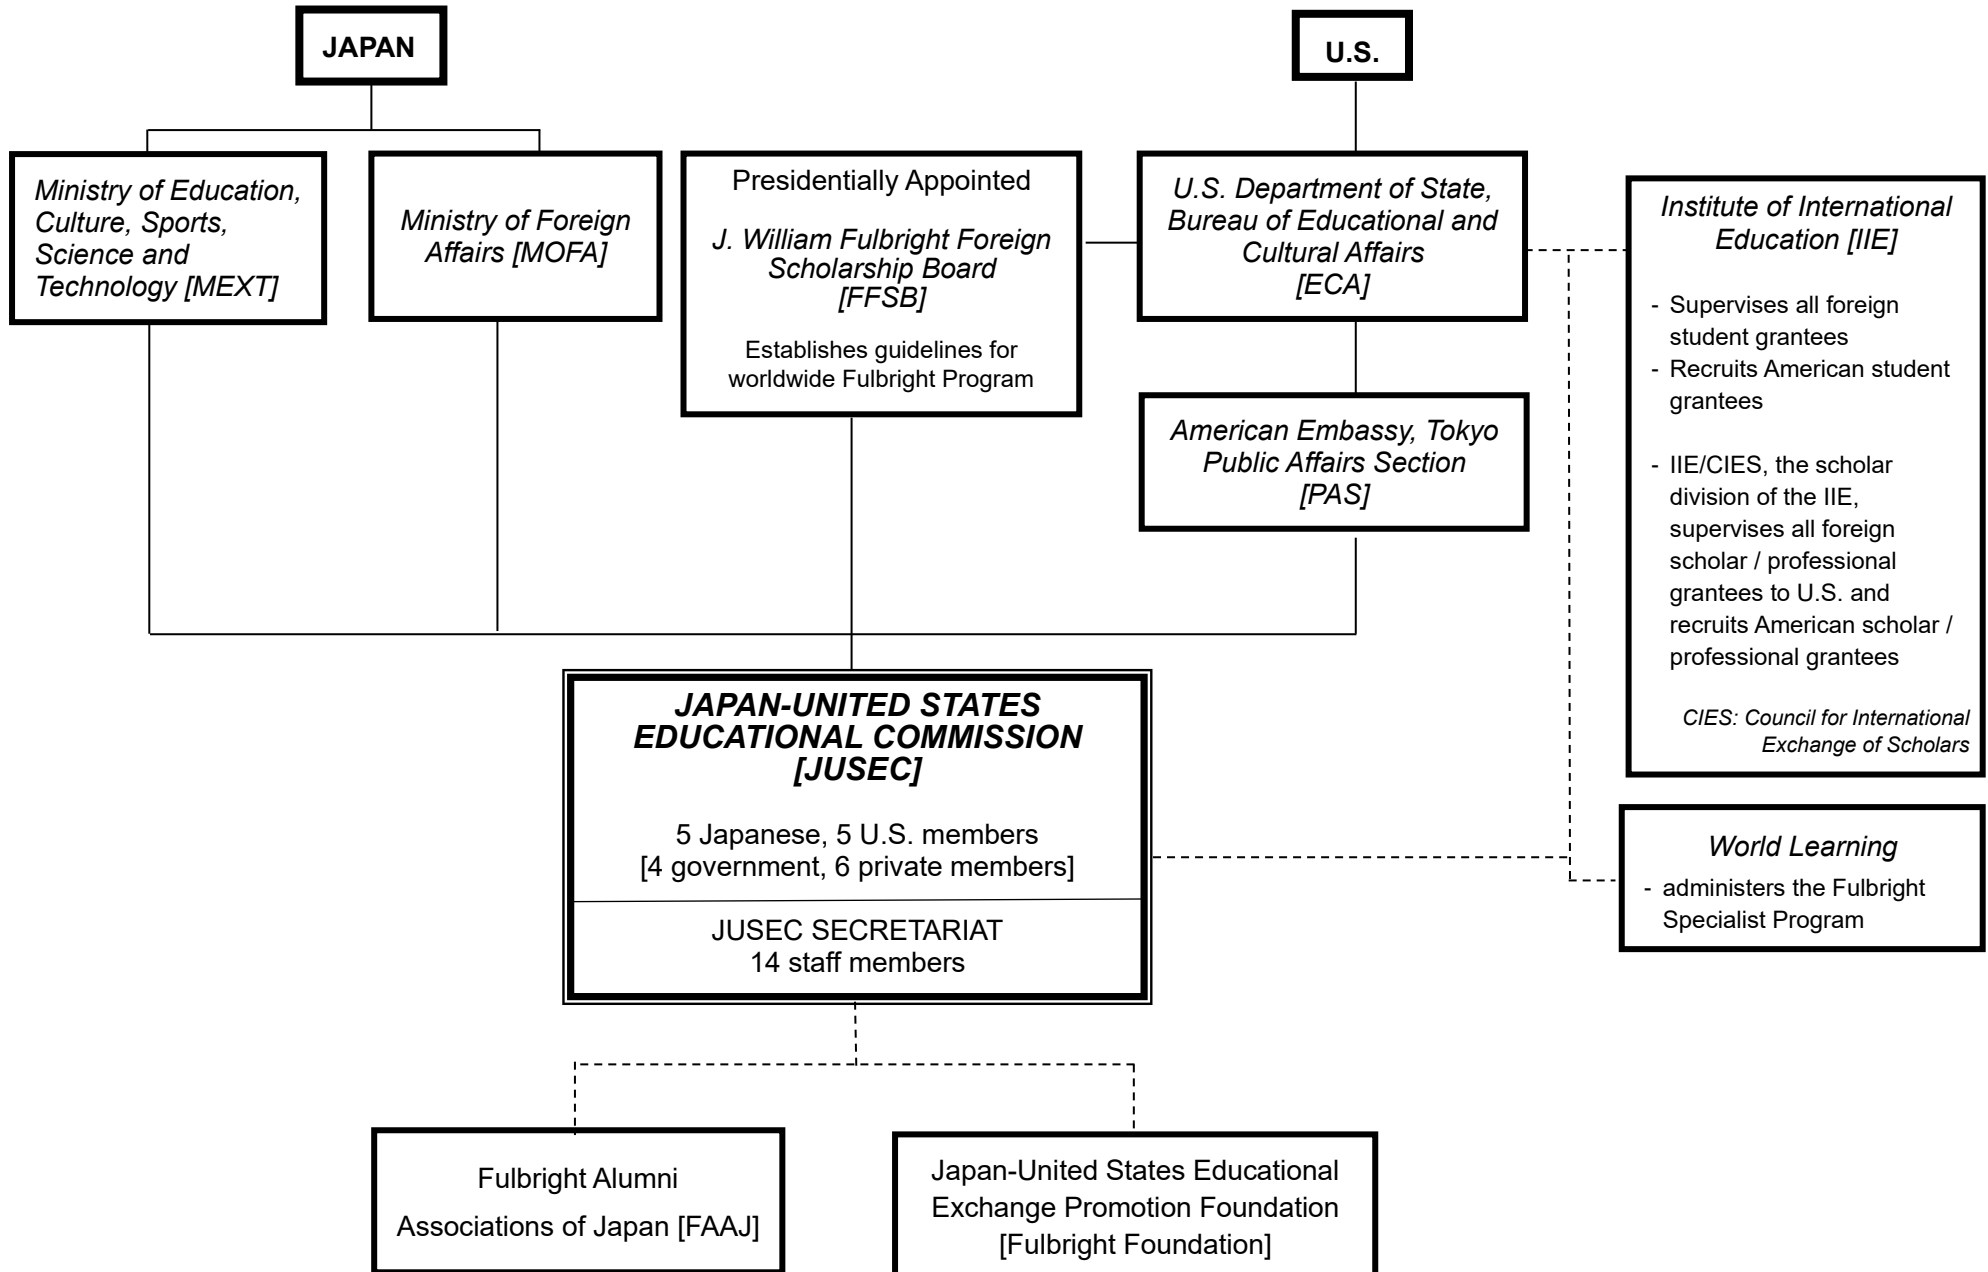 JAPAN
U.S.
Ministry of Education,
Culture, Sports,
Science and
Technology [MEXT]
Ministry of Foreign
Affairs [MOFA]
Presidentially Appointed
J. William Fulbright Foreign
Scholarship Board
[FFSB]
Establishes guidelines for
worldwide Fulbright Program
U.S. Department of State,
Bureau of Educational and
Cultural Affairs
[ECA]
American Embassy, Tokyo
Public Affairs Section
[PAS]
Institute of International
Education [IIE]
- Supervises all foreign
student grantees
- Recruits American student
grantees
- IIE/CIES, the scholar
division of the IIE,
supervises all foreign
scholar / professional
grantees to U.S. and
recruits American scholar /
professional grantees
CIES: Council for International
Exchange of Scholars
JAPAN-UNITED STATES
EDUCATIONAL COMMISSION
[JUSEC]
5 Japanese, 5 U.S. members
[4 government, 6 private members]
JUSEC SECRETARIAT
14 staff members
World Learning
- administers the Fulbright
Specialist Program
Fulbright Alumni
Associations of Japan [FAAJ]
Japan-United States Educational
Exchange Promotion Foundation
[Fulbright Foundation]